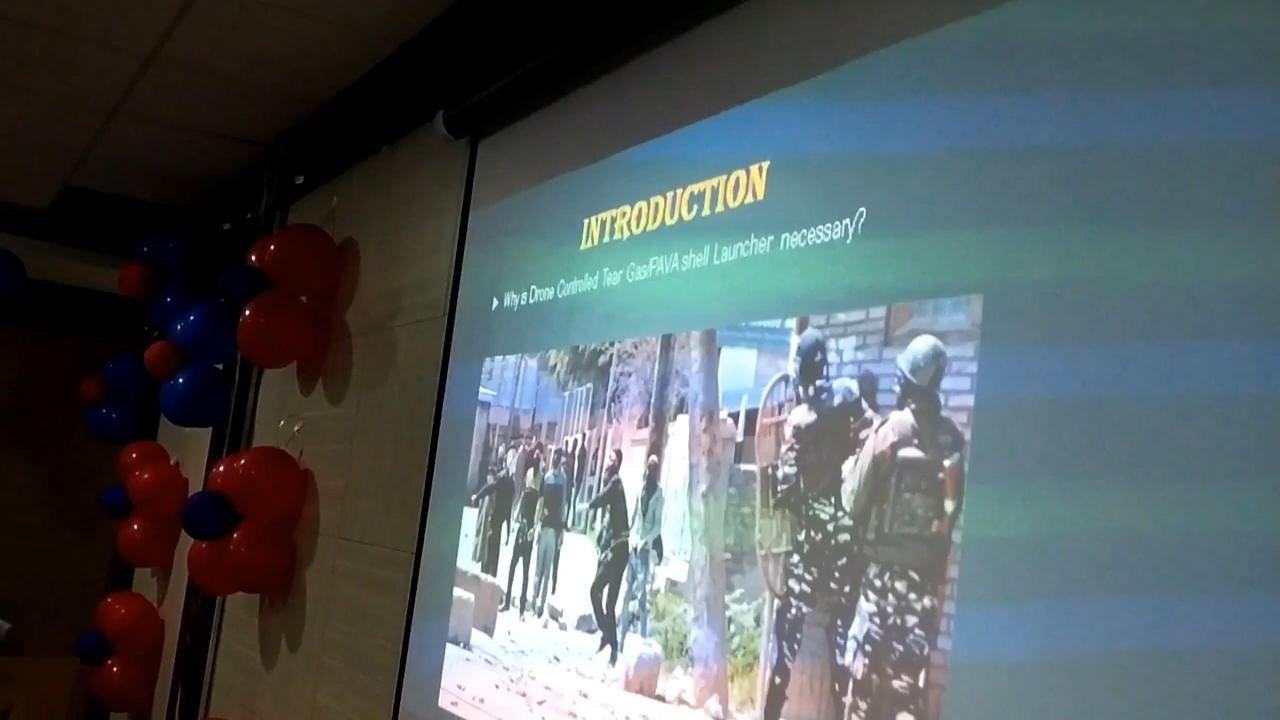 INTRODUCTION
Why is Drone Controlled Tear Gas/PAVA shell Launcher necessary?